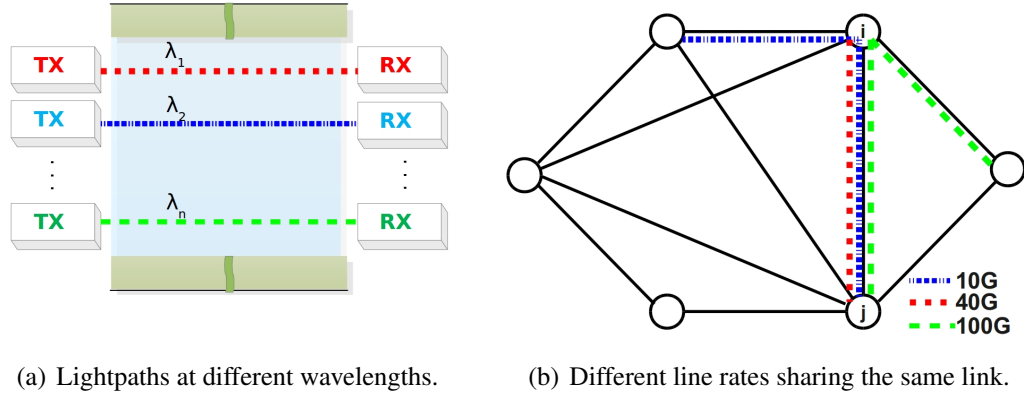 λ1
TX RX
λ2
TX RX
λn
TX RX
i
j
10G
40G
100G
(a) Lightpaths at different wavelengths.
(b) Different line rates sharing the same link.